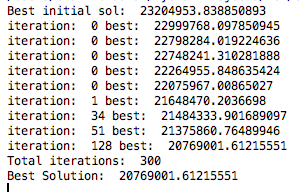 Best initial sol:  23204953.838850893
iteration:  0 best:  22999768.097850945
iteration:  0 best:  22798284.019224636
iteration:  0 best:  22748241.310281888
iteration:  0 best:  22264955.848635424
iteration:  0 best:  22075967.00865027
iteration:  1 best:  21648470.2036698
iteration:  34 best:  21484333.901689097
iteration:  51 best:  21375860.76489946
iteration:  128 best:  20769001.61215551
Total iterations:  300
Best Solution:  20769001.61215551